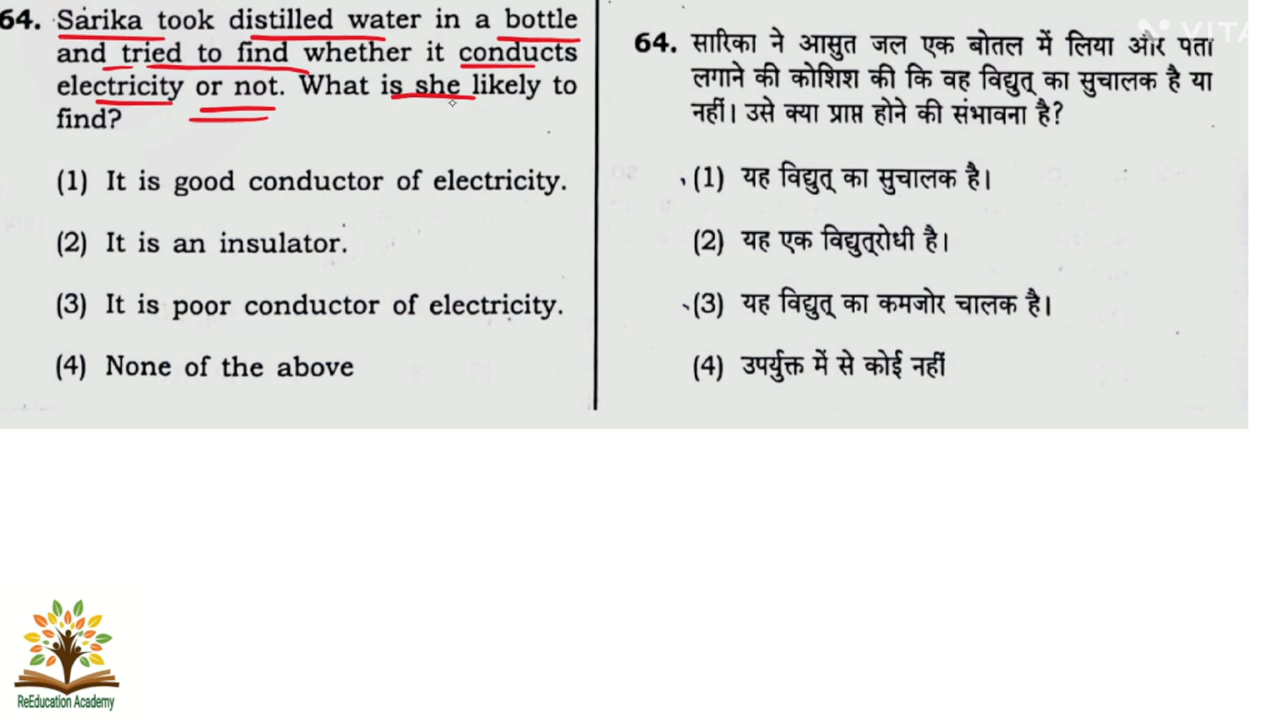 64. Sarika took distilled water in a bottle
and tried to find whether it conducts
electricity or not. What is she likely to
find?
(1) It is good conductor of electricity.
(2) It is an insulator.
(3) It is poor conductor of electricity.
(4) None of the above
64. सारिका ने आसुत जल एक बोतल में लिया और पता
लगाने की कोशिश की कि वह विद्युत् का सुचालक है या
नहीं। उसे क्या प्राप्त होने की संभावना है?
(1) यह विद्युत् का सुचालक है।
(2) यह एक विद्युत्‌रोधी है।
(3) यह विद्युत् का कमजोर चालक है।
(4) उपर्युक्त में से कोई नहीं
ReEducation Academy